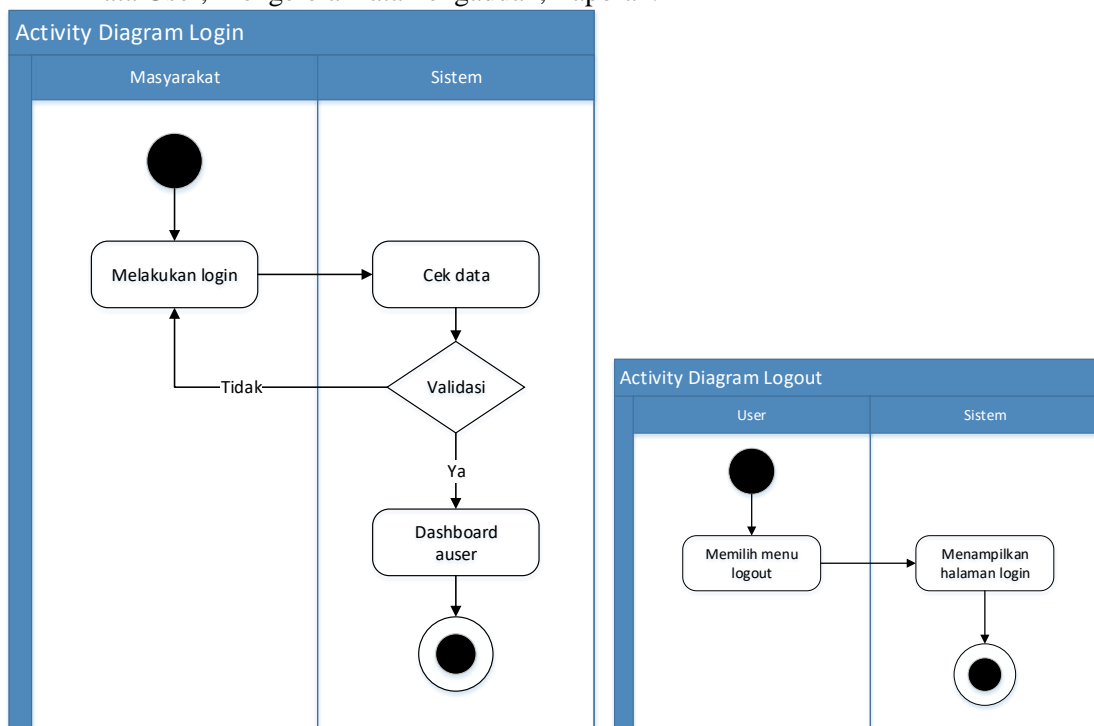 Activity Diagram Login
Masyarakat
Sistem
Melakukan login
Cek data
Validasi
Tidak
Ya
Dashboard
auser
Activity Diagram Logout
User
Sistem
Memilih menu
logout
Menampilkan
halaman login